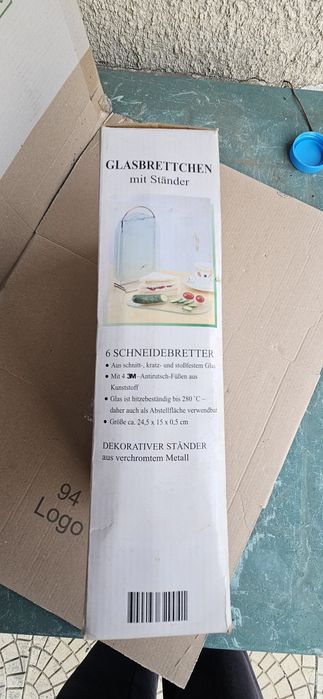 GLASBRETTCHEN
mit Ständer
6 SCHNEIDEBRETTER
• Aus schnitt-, kratz- und stoßfestem Glas
• Mit 4 3M–Antirutsch-Füßen aus
Kunststoff
• Glas ist hitzebeständig bis 280 °C –
daher auch als Abstellfläche verwendbar
• Größe ca. 24,5 x 15 x 0,5 cm
DEKORATIVER STÄNDER
aus verchromtem Metall
94
Logo